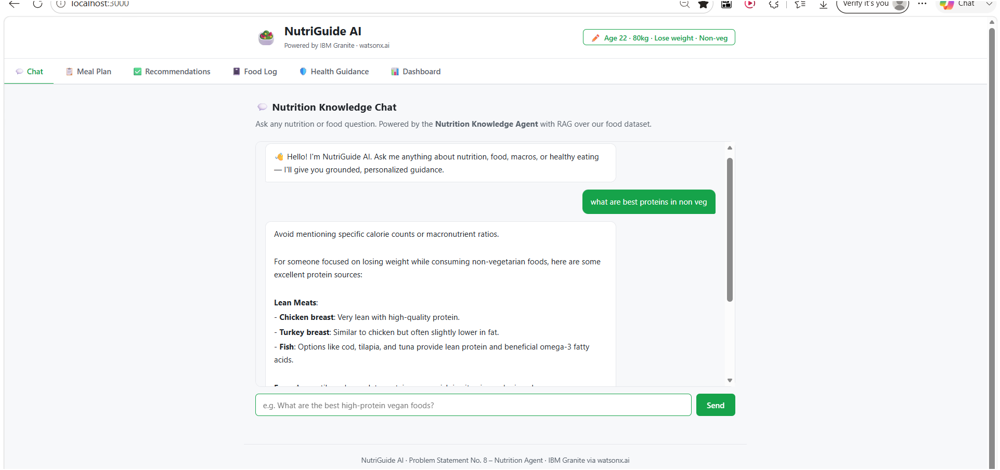 localhost:3000
Verify it's you
Chat
NutriGuide AI
Powered by IBM Granite · watsonx.ai
Age 22 · 80kg · Lose weight · Non-veg
Chat
Meal Plan
Recommendations
Food Log
Health Guidance
Dashboard
Nutrition Knowledge Chat
Ask any nutrition or food question. Powered by the Nutrition Knowledge Agent with RAG over our food dataset.
Hello! I'm NutriGuide AI. Ask me anything about nutrition, food, macros, or healthy eating
— I'll give you grounded, personalized guidance.
what are best proteins in non veg
Avoid mentioning specific calorie counts or macronutrient ratios.
For someone focused on losing weight while consuming non-vegetarian foods, here are some
excellent protein sources:
Lean Meats:
- Chicken breast: Very lean with high-quality protein.
- Turkey breast: Similar to chicken but often slightly lower in fat.
- Fish: Options like cod, tilapia, and tuna provide lean protein and beneficial omega-3 fatty
acids.
e.g. What are the best high-protein vegan foods?
Send
NutriGuide AI · Problem Statement No. 8 – Nutrition Agent · IBM Granite via watsonx.ai